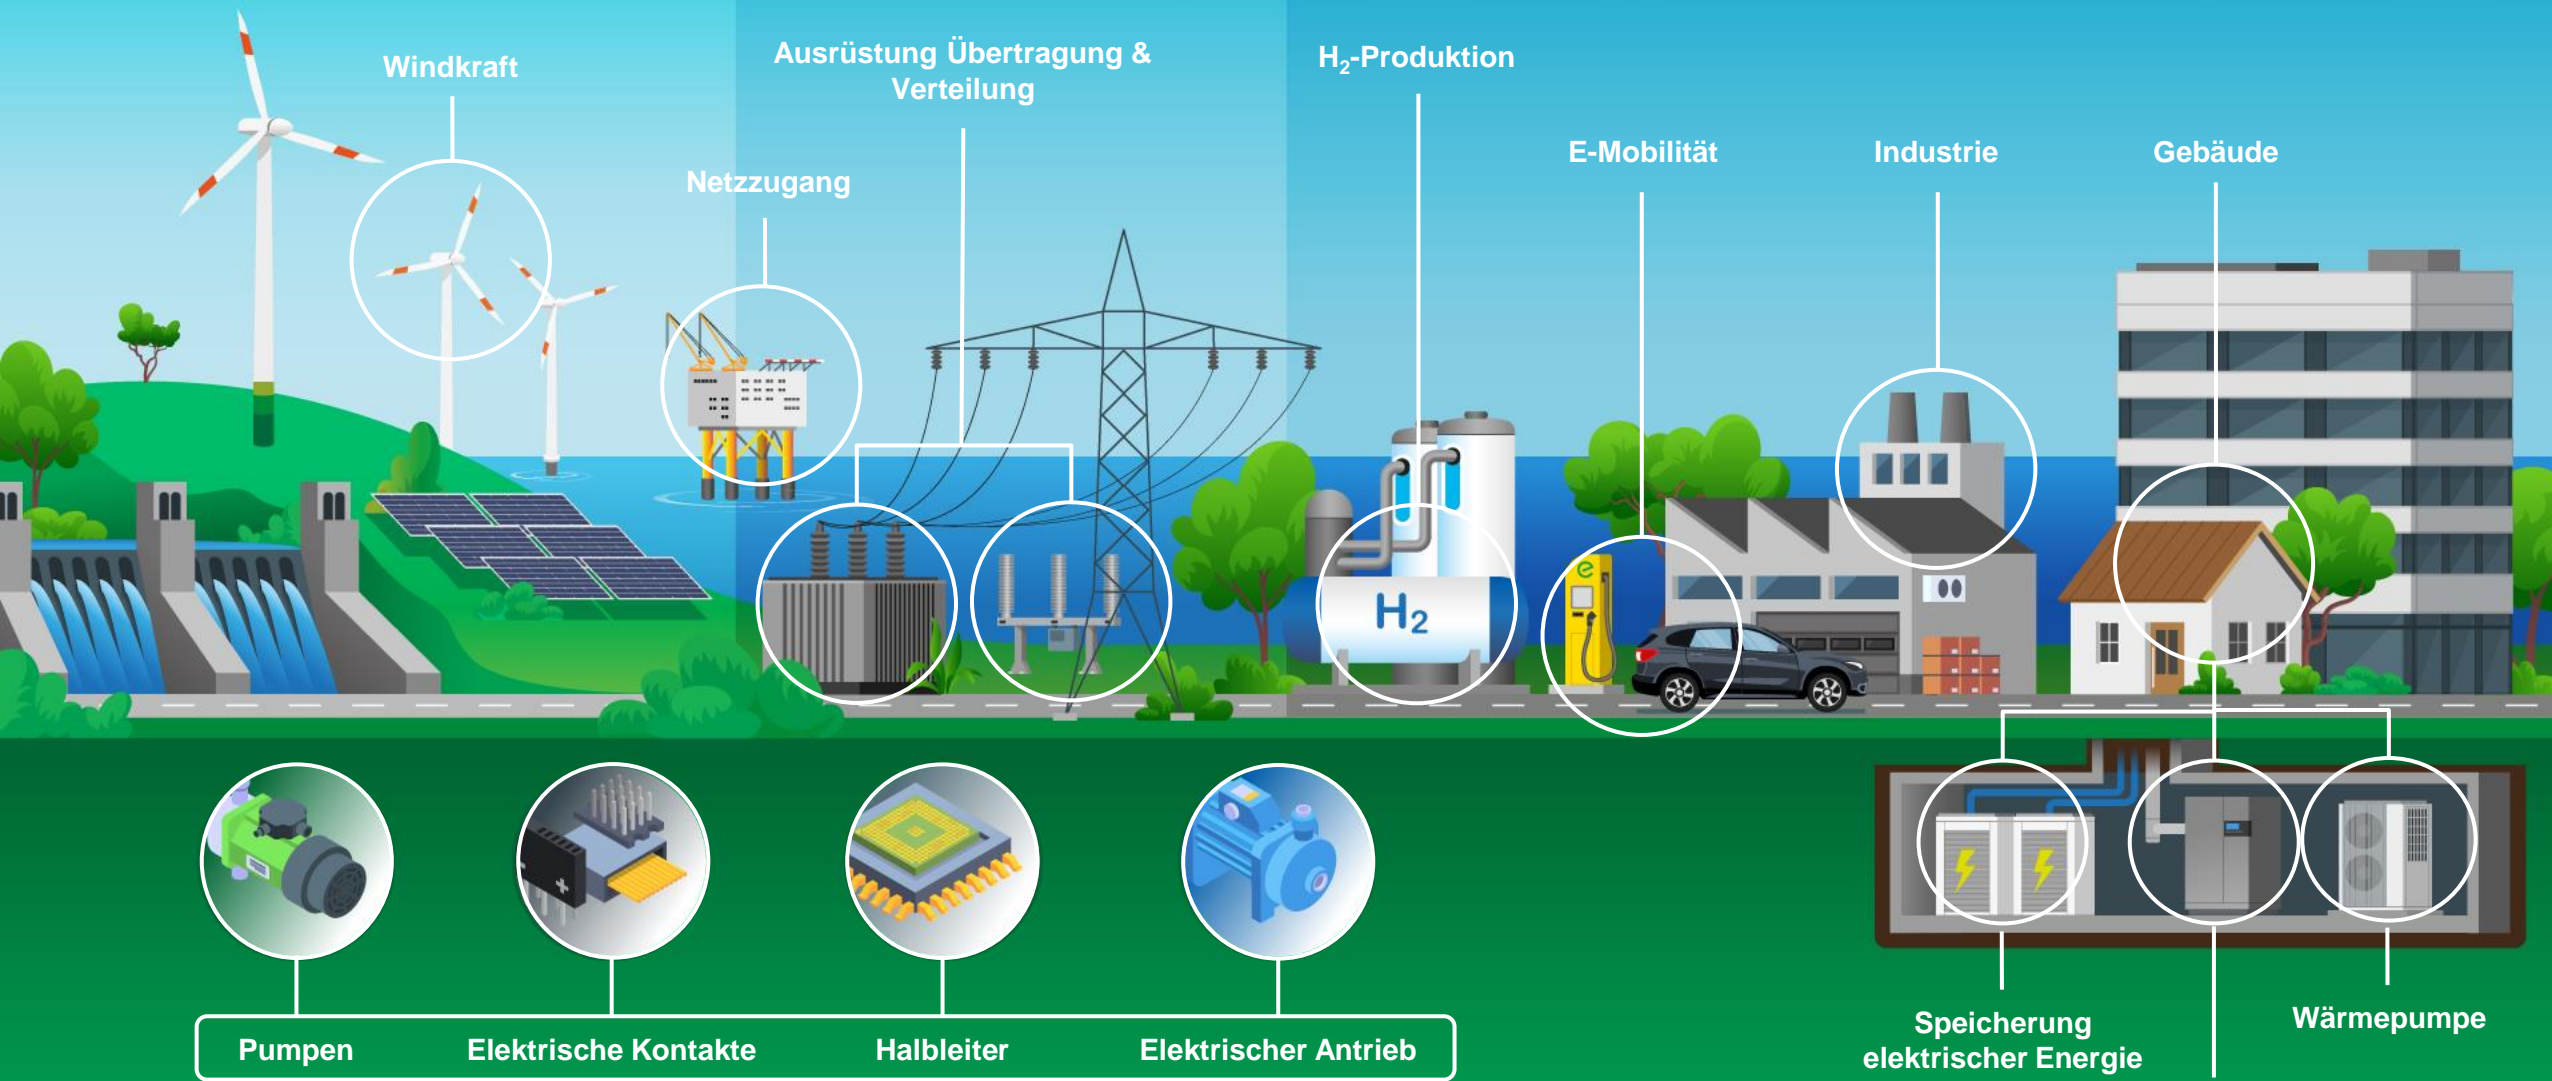 Windkraft
Ausrüstung Übertragung &
Verteilung
H₂-Produktion
Netzzugang
E-Mobilität
Industrie
Gebäude
e
H₂
+
Pumpen
Elektrische Kontakte
Halbleiter
Elektrischer Antrieb
Speicherung
elektrischer Energie
Wärmepumpe